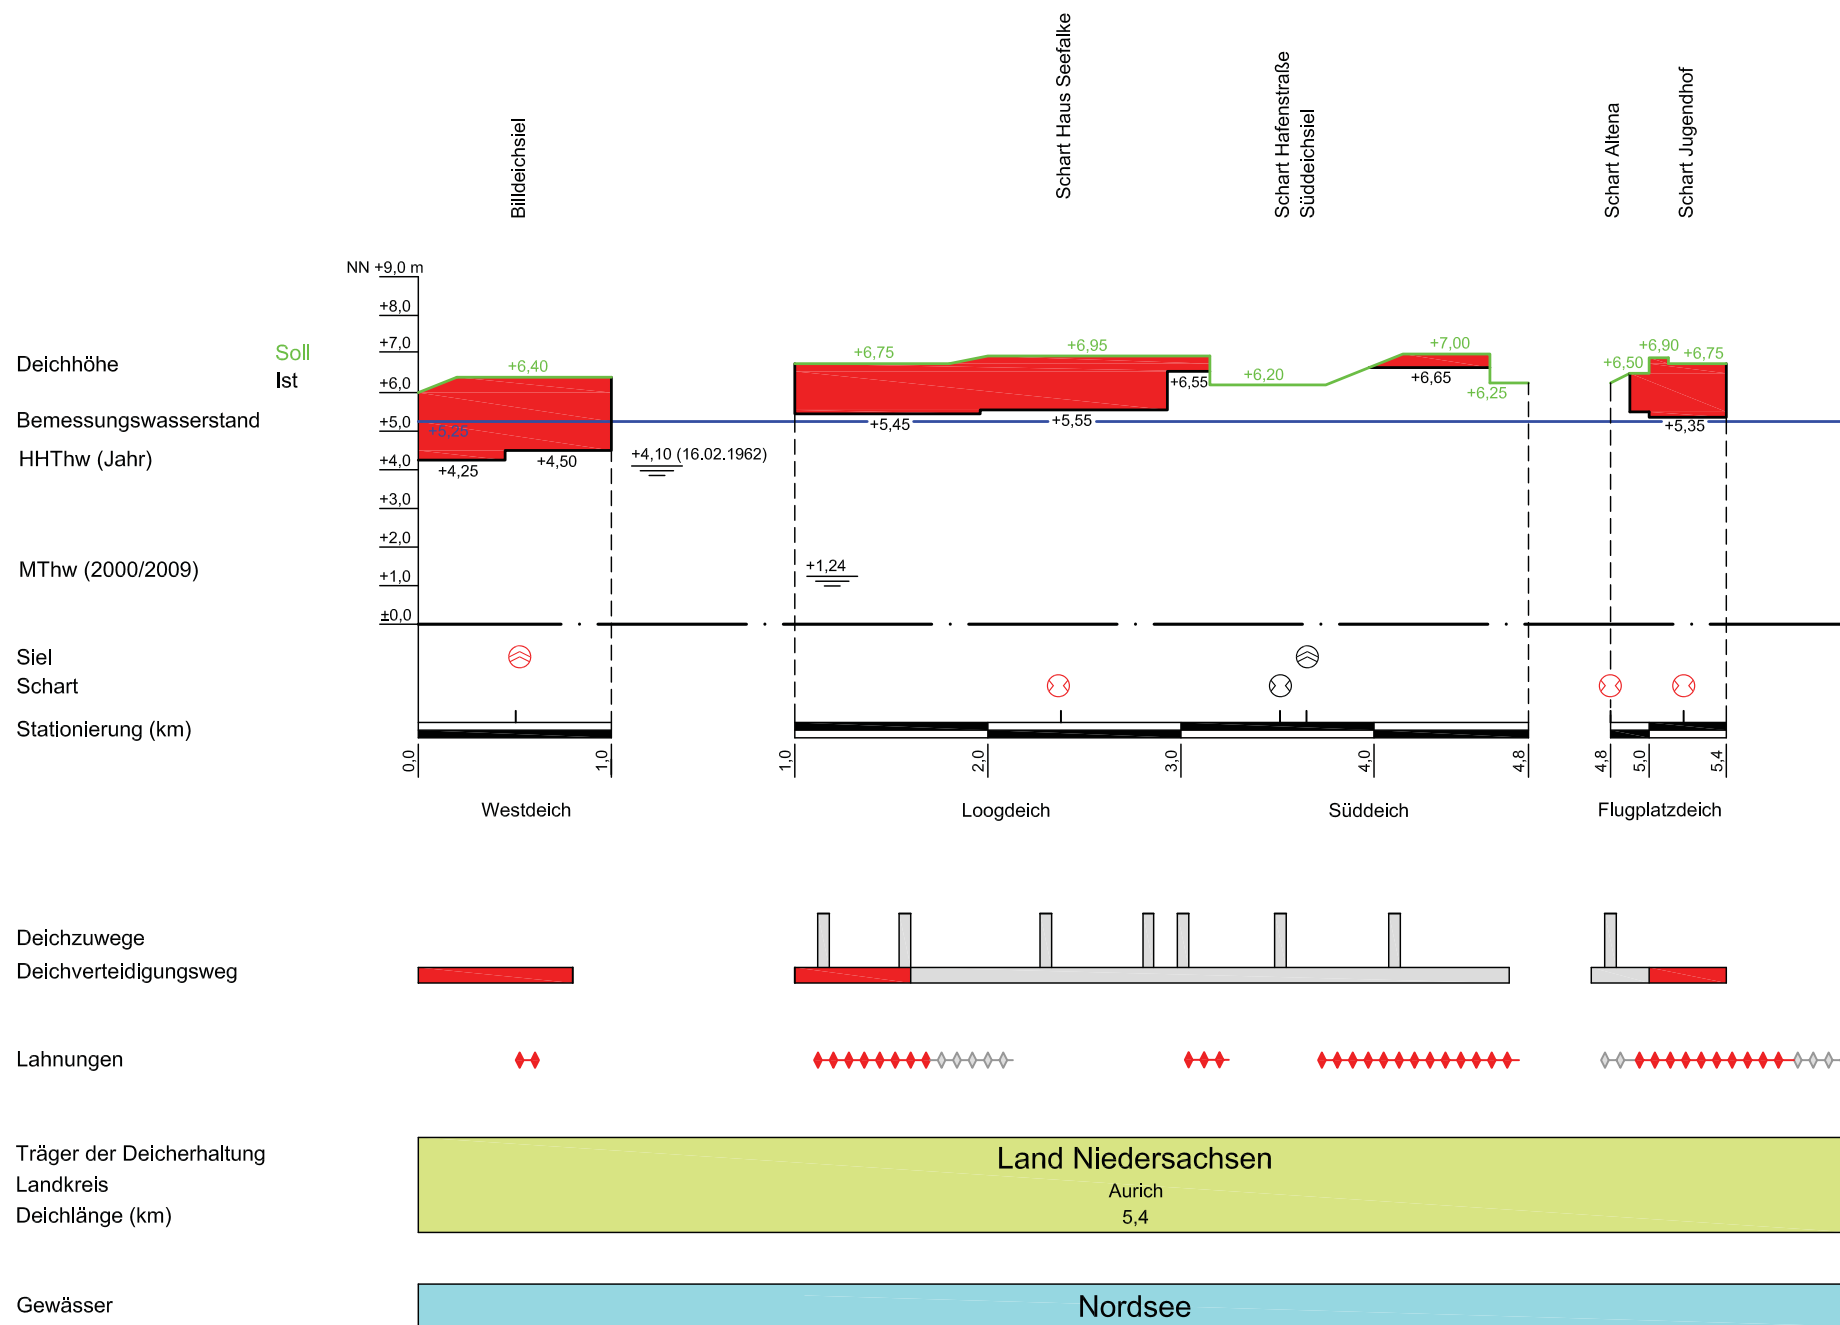 Billdeichsiel
Schart Haus Seefalke
Schart Hafenstraße
Süddeichsiel
Schart Altena
Schart Jugendhof
NN +9,0 m
+8,0
+7,0
+6,0
+5,0
+4,0
+3,0
+2,0
+1,0
±0,0
Deichhöhe
Soll
Ist
+6,40
+6,75
+6,95
+6,20
+7,00
+6,25
+6,50
+6,90
+6,75
+6,55
+6,65
Bemessungswasserstand
+5,25
+5,45
+5,55
+5,35
HHThw (Jahr)
+4,25
+4,50
+4,10 (16.02.1962)
MThw (2000/2009)
+1,24
Siel
Schart
Stationierung (km)
0,0
1,0
1,0
2,0
3,0
4,0
4,8
4,8
5,0
5,4
Westdeich
Loogdeich
Süddeich
Flugplatzdeich
Deichzuwege
Deichverteidigungsweg
Lahnungen
Träger der Deicherhaltung
Land Niedersachsen
Landkreis
Aurich
Deichlänge (km)
5,4
Gewässer
Nordsee